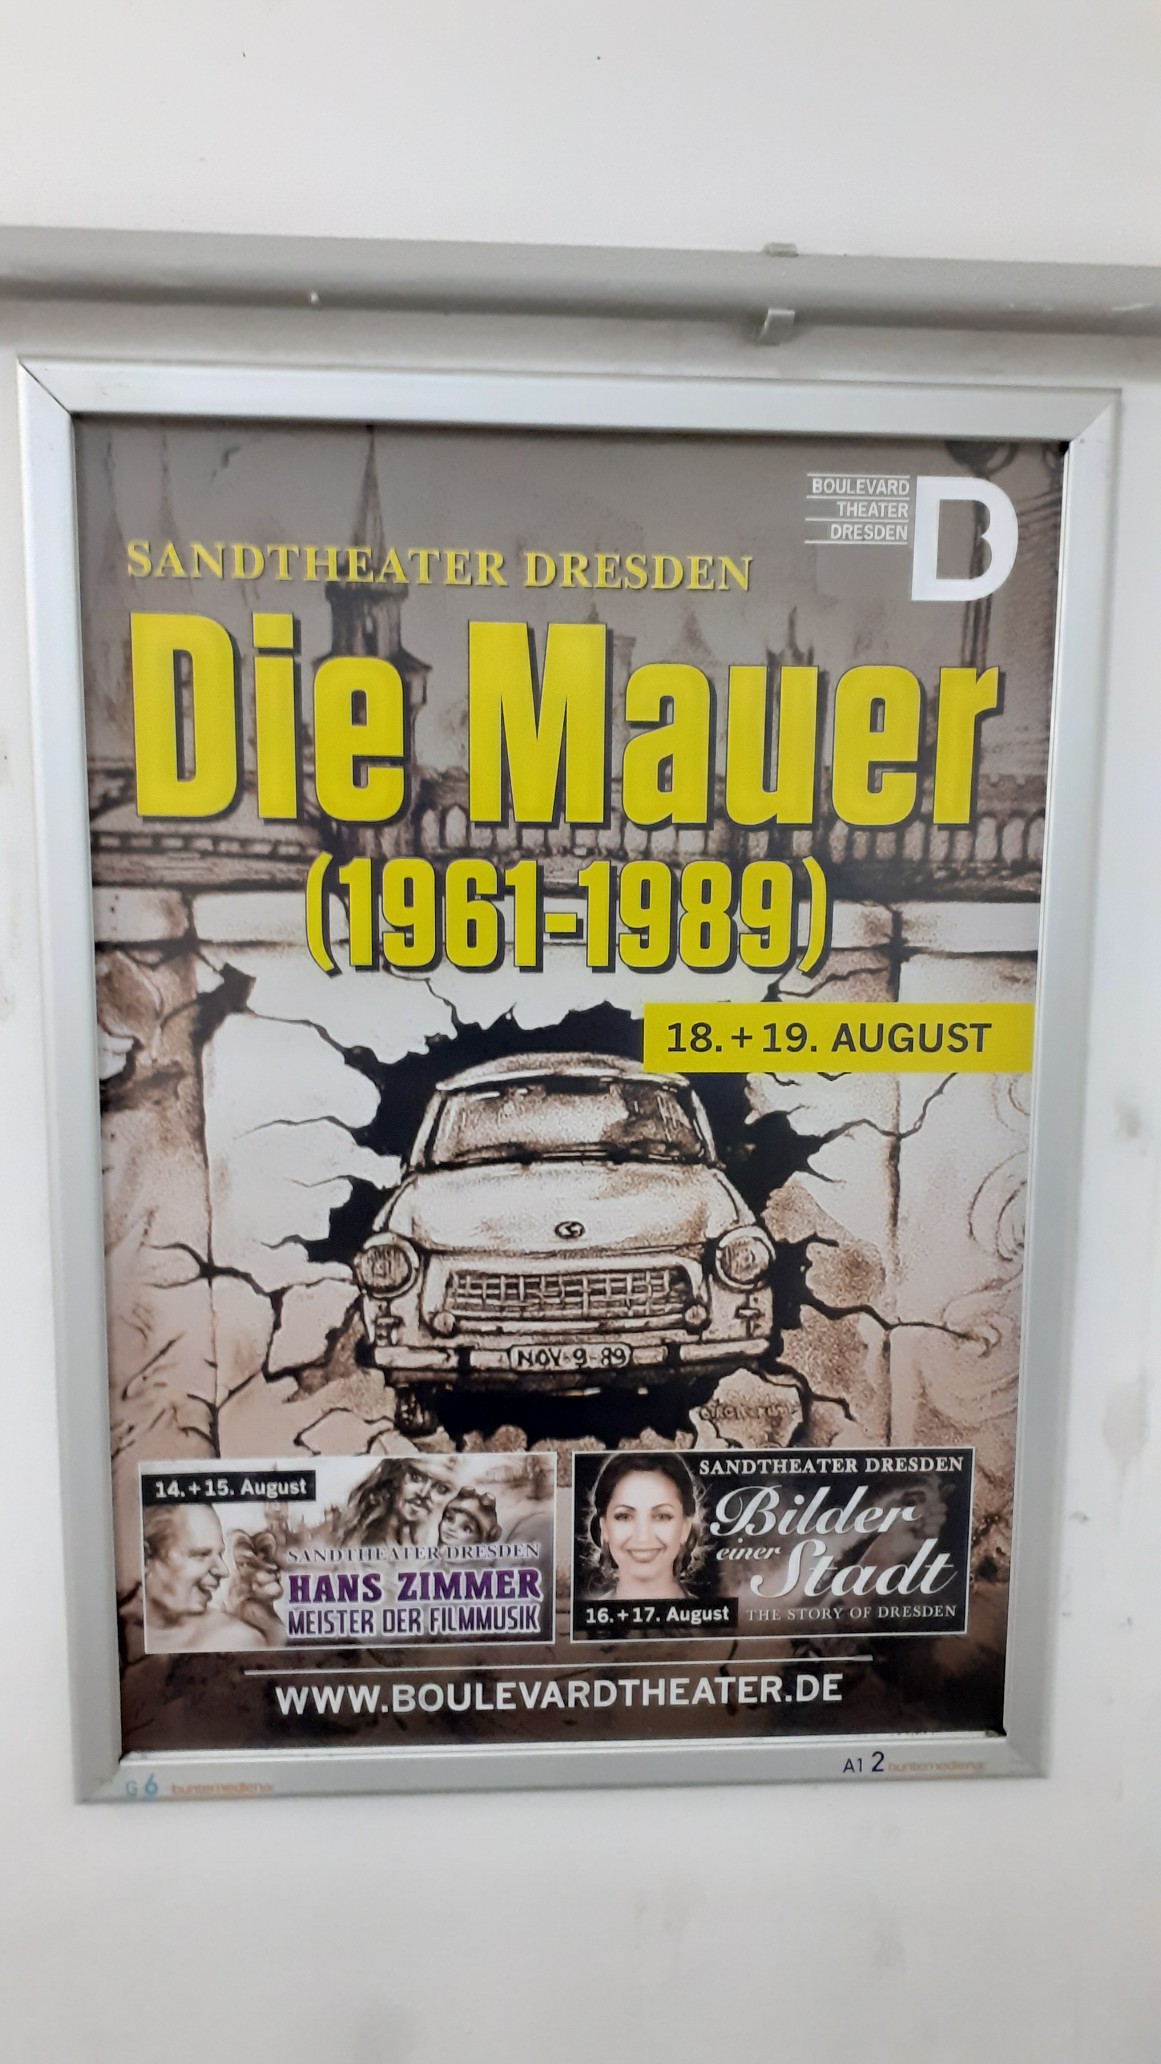 BOULEVARD
THEATER
DRESDEN
SANDTHEATER DRESDEN
Die Mauer
(1961-1989)
18.+19. AUGUST
NOV-9-89
14.+15. August
SANDTHEATER DRESDEN
HANS ZIMMER
MEISTER DER FILMMUSIK
SANDTHEATER DRESDEN
Bilder
einer
Stadt
16.+17. August
THE STORY OF DRESDEN
WWW.BOULEVARDTHEATER.DE
A1 2
G 6